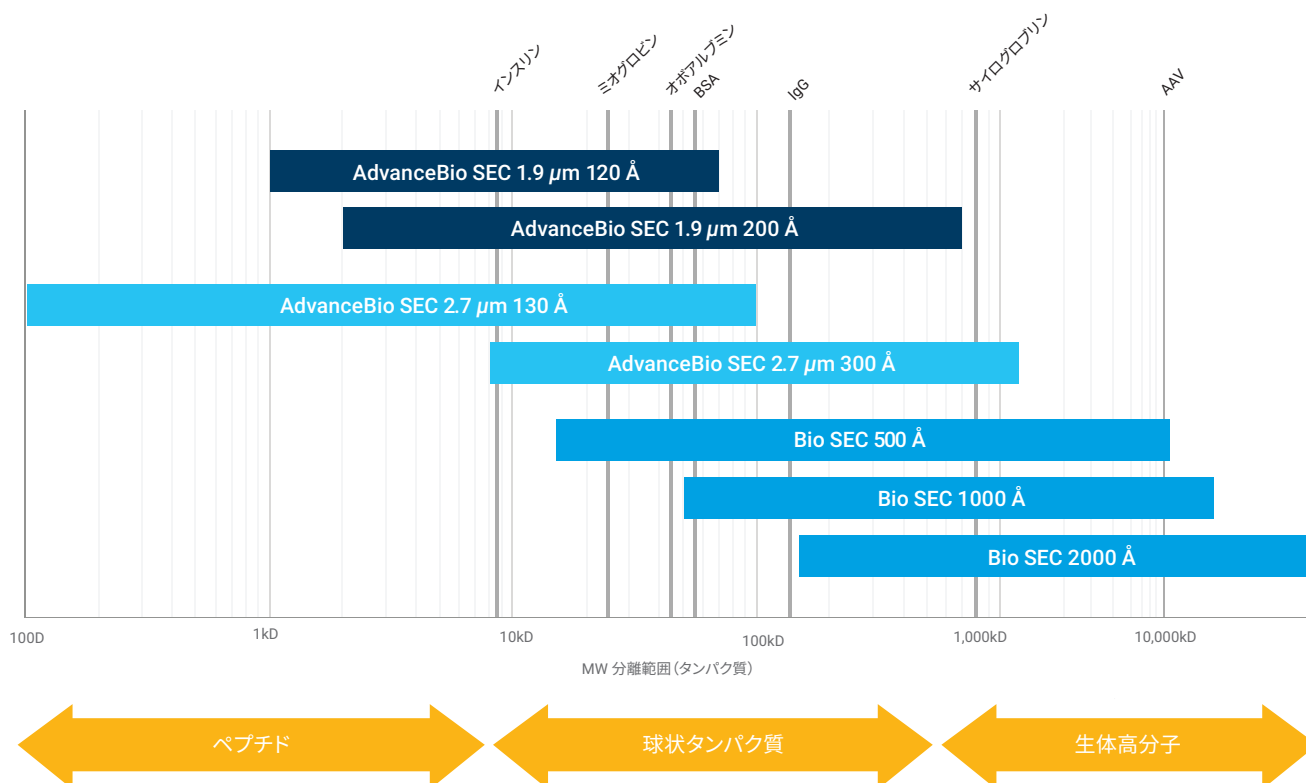 インスリン
ミオグロビン
オボアルブミン
BSA
IgG
サイログロブリン
AAV
AdvanceBio SEC 1.9 µm 120 Å
AdvanceBio SEC 1.9 µm 200 Å
AdvanceBio SEC 2.7 µm 130 Å
AdvanceBio SEC 2.7 µm 300 Å
Bio SEC 500 Å
Bio SEC 1000 Å
Bio SEC 2000 Å
100D 1kD 10kD 100kD 1,000kD 10,000kD
MW 分離範囲（タンパク質）
ペプチド 球状タンパク質 生体高分子